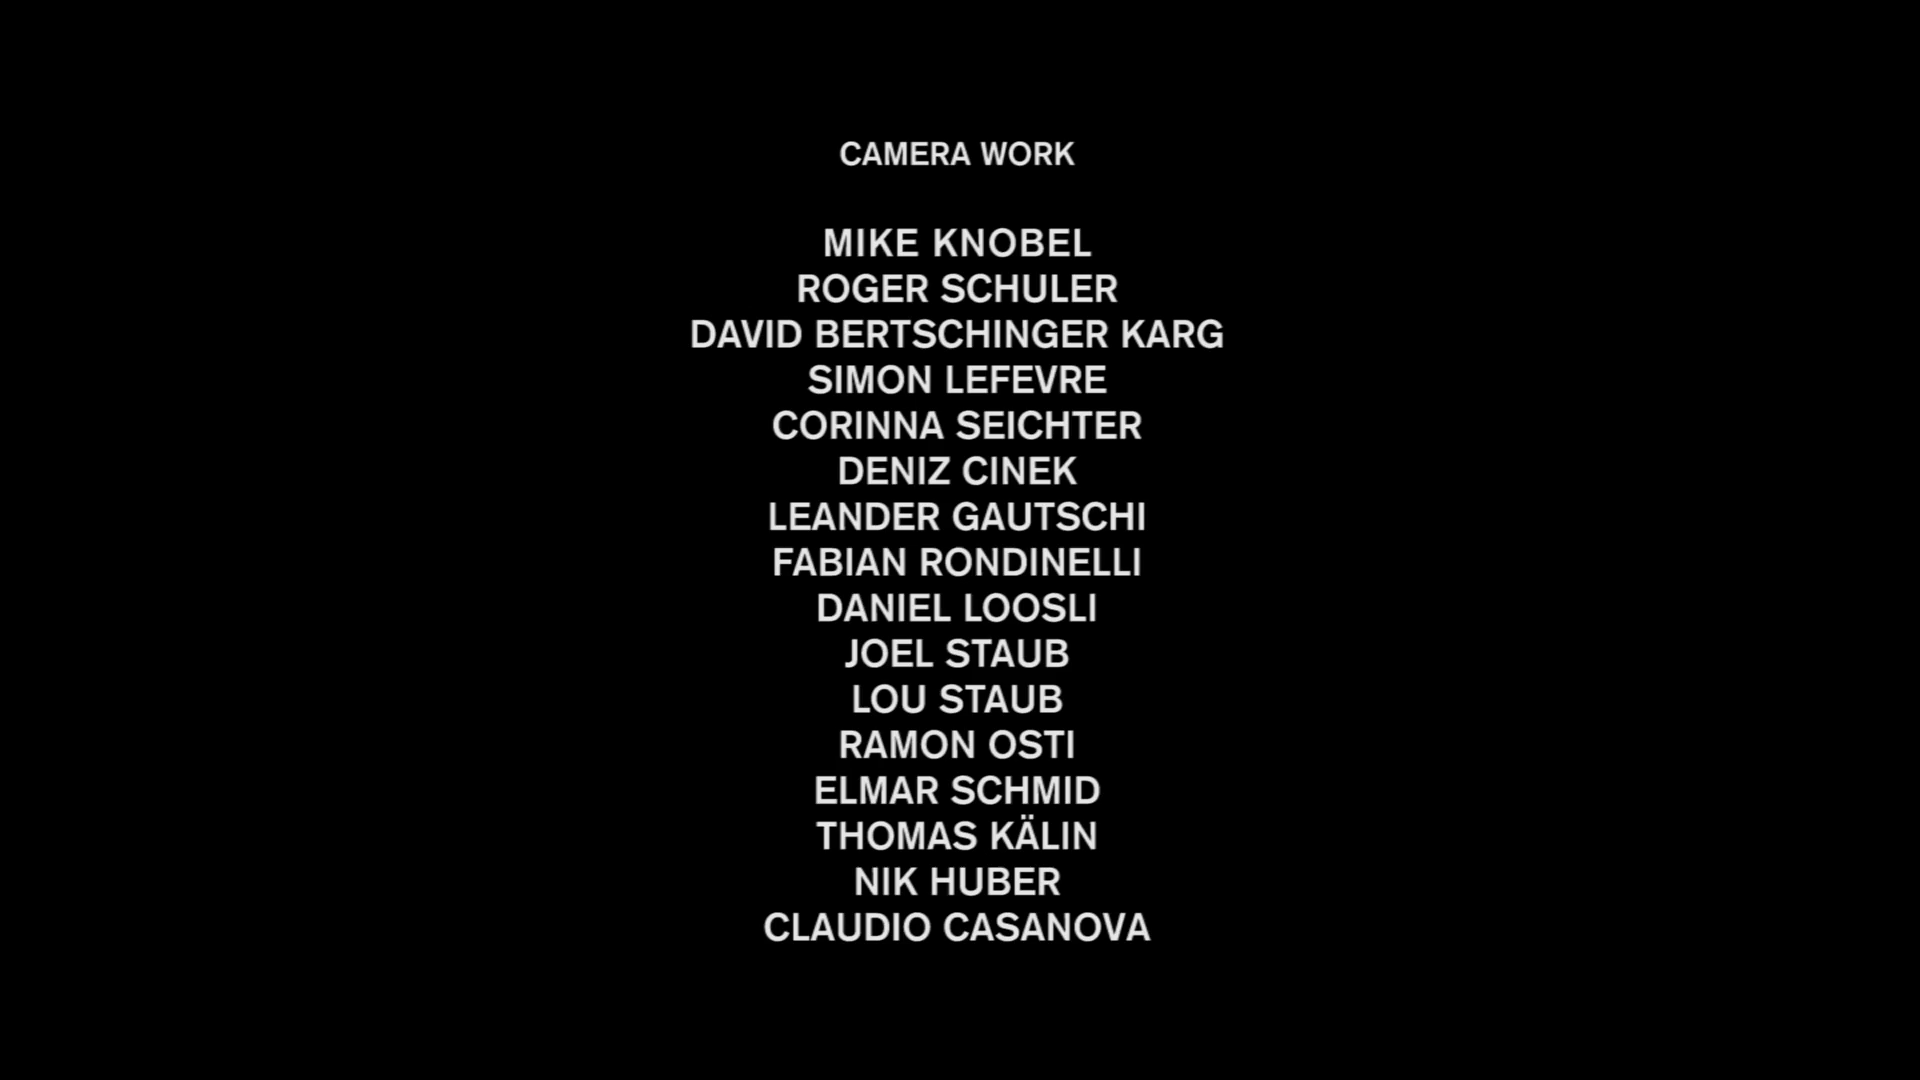 CAMERA WORK
MIKE KNOBEL
ROGER SCHULER
DAVID BERTSCHINGER KARG
SIMON LEFEVRE
CORINNA SEICHTER
DENIZ CINEK
LEANDER GAUTSCHI
FABIAN RONDINELLI
DANIEL LOOSLI
JOEL STAUB
LOU STAUB
RAMON OSTI
ELMAR SCHMID
THOMAS KÄLIN
NIK HUBER
CLAUDIO CASANOVA